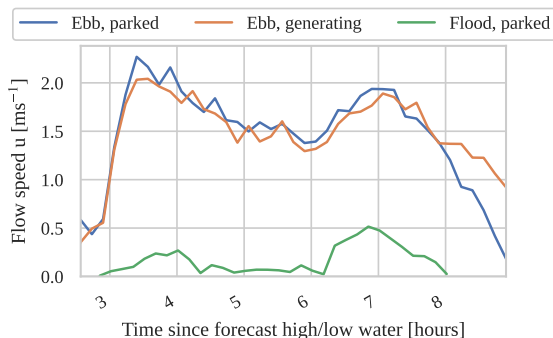 Ebb, parked Ebb, generating Flood, parked
Flow speed u [ms⁻¹]
2.0
1.5
1.0
0.5
0.0
3 4 5 6 7 8
Time since forecast high/low water [hours]